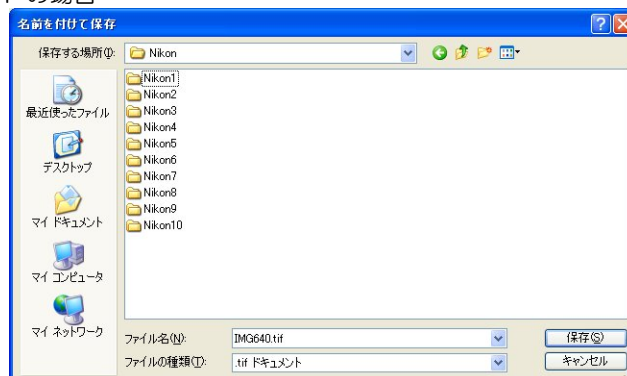 の場合
名前を付けて保存
保存する場所(I):
Nikon
最近使ったファイル
デスクトップ
マイ ドキュメント
マイ コンピュータ
マイ ネットワーク
Nikon1
Nikon2
Nikon3
Nikon4
Nikon5
Nikon6
Nikon7
Nikon8
Nikon9
Nikon10
ファイル名(N):
IMG640.tif
保存(S)
ファイルの種類(T):
.tif ドキュメント
キャンセル